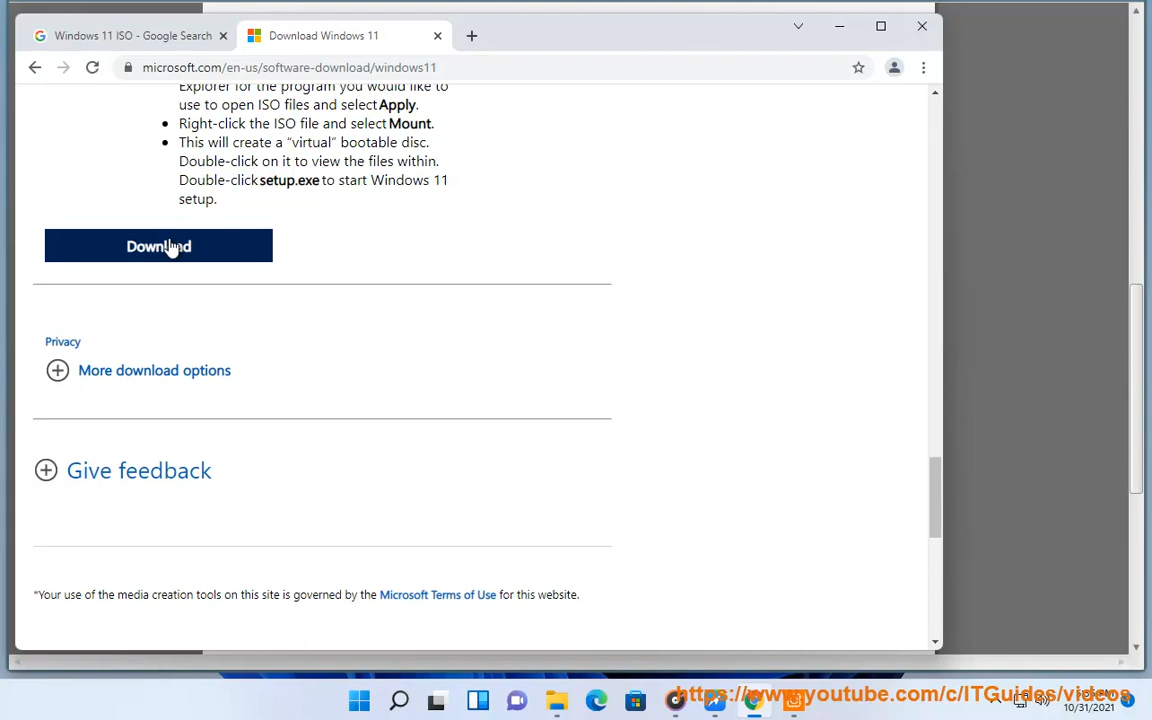 Windows 11 ISO - Google Search
Download Windows 11
microsoft.com/en-us/software-download/windows11
Explorer for the program you would like
use to open ISO files and select Apply.
Right-click the ISO file and select Mount.
This will create a “virtual” bootable disc.
Double-click on it to view the files within.
Double-click setup.exe to start Windows 11
setup.
Download
Privacy
More download options
Give feedback
*Your use of the media creation tools on this site is governed by the Microsoft Terms of Use for this website.
https://www.youtube.com/c/ITGuides/videos
10/31/2021